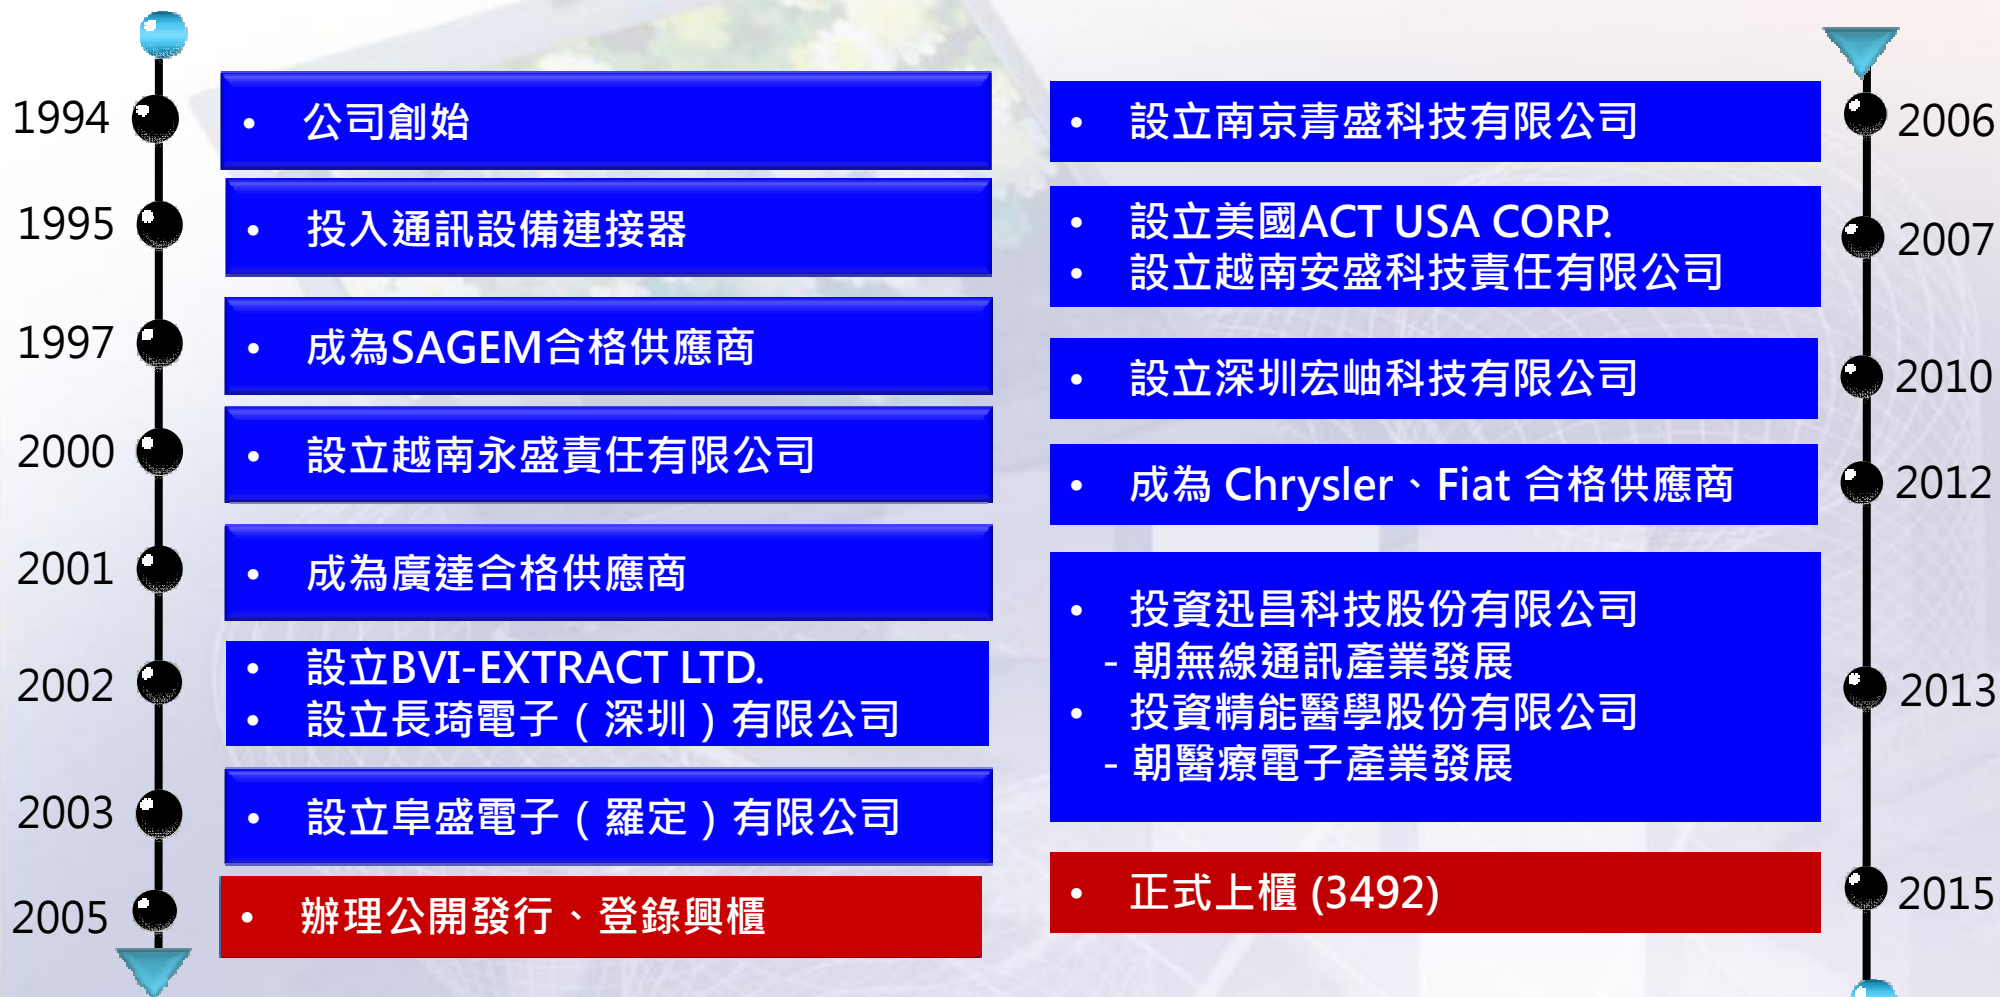 1994
• 公司創始
1995
• 投入通訊設備連接器
1997
• 成為SAGEM合格供應商
2000
• 設立越南永盛責任有限公司
2001
• 成為廣達合格供應商
2002
• 設立BVI-EXTRACT LTD.
• 設立長琦電子（深圳）有限公司
2003
• 設立阜盛電子（羅定）有限公司
2005
• 辦理公開發行、登錄興櫃
• 設立南京青盛科技有限公司
2006
• 設立美國ACT USA CORP.
• 設立越南安盛科技責任有限公司
2007
• 設立深圳宏岫科技有限公司
2010
• 成為 Chrysler、Fiat 合格供應商
2012
• 投資迅昌科技股份有限公司
- 朝無線通訊產業發展
• 投資精能醫學股份有限公司
- 朝醫療電子產業發展
2013
• 正式上櫃 (3492)
2015